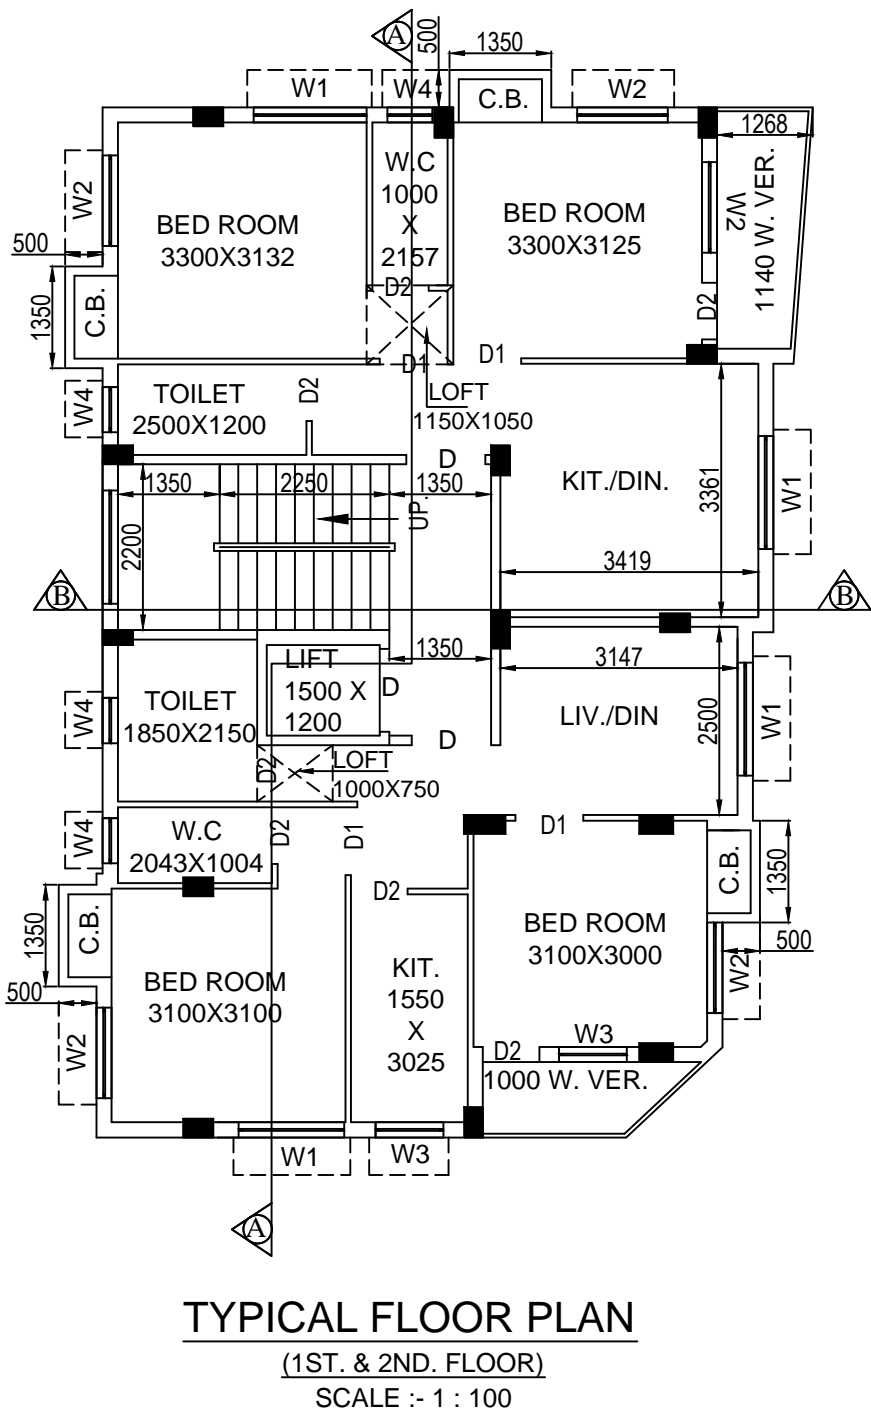 A
500
1350
W1
W4
C.B.
W2
1268
W.C
1000
X
2157
W2
BED ROOM
3300X3132
BED ROOM
3300X3125
W2
1140 W. VER.
500
1350
C.B.
D2
D2
D1
D1
TOILET
2500X1200
D2
LOFT
1150X1050
W4
D
KIT./DIN.
3361
W1
1350
2250
1350
UP.
2200
3419
B
B
1350
3147
LIFT
1500 X
1200
D
TOILET
1850X2150
W4
LIV./DIN
2500
W1
D
D2
LOFT
1000X750
W4
W.C
2043X1004
D2
D1
D1
C.B.
1350
D2
1350
C.B.
BED ROOM
3100X3000
500
W2
BED ROOM
3100X3100
KIT.
1550
X
3025
500
W2
W3
D2
1000 W. VER.
W1
W3
A
TYPICAL FLOOR PLAN
(1ST. & 2ND. FLOOR)
SCALE :- 1 : 100